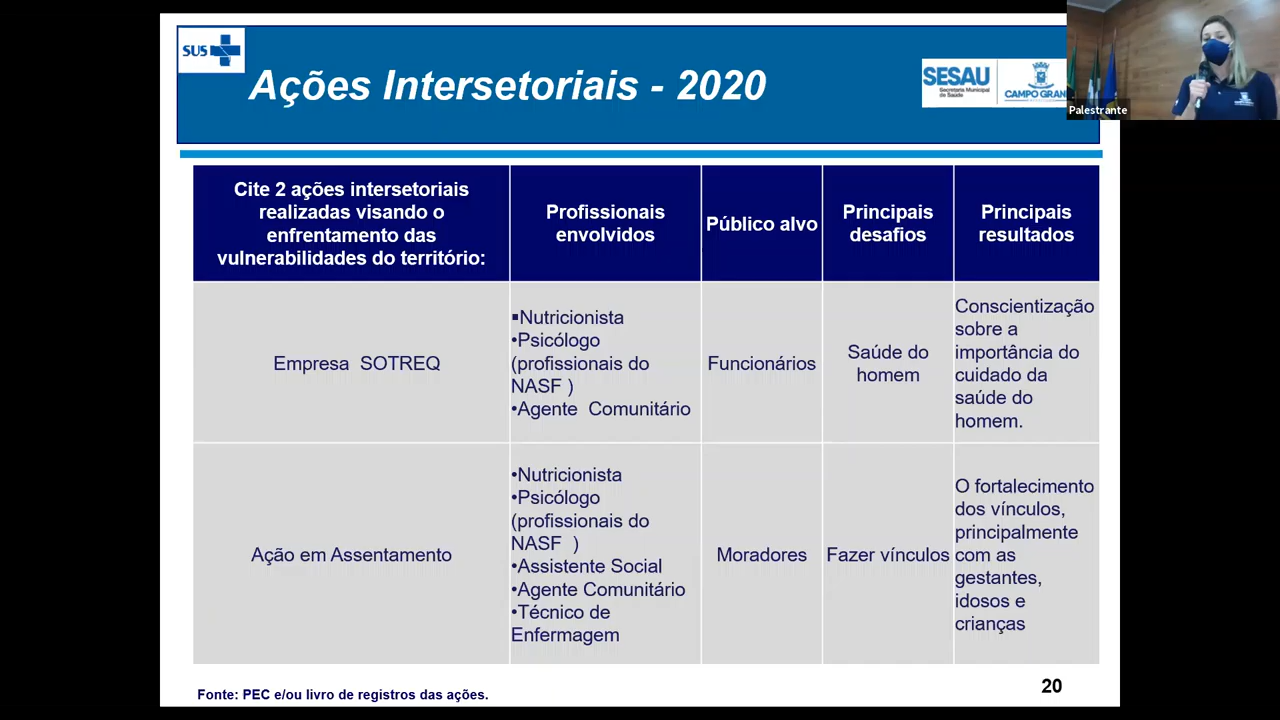 SUS
Ações Intersetoriais - 2020
SESAU
Secretaria Municipal
de Saúde
CAMPO GRAN
Palestrante
Cite 2 ações intersetoriais
realizadas visando o
enfrentamento das
vulnerabilidades do território:
Profissionais
envolvidos
Público alvo
Principais
desafios
Principais
resultados
Empresa  SOTREQ
▪Nutricionista
•Psicólogo
(profissionais do
NASF )
•Agente  Comunitário
Funcionários
Saúde do
homem
Conscientização
sobre a
importância do
cuidado da
saúde do
homem.
Ação em Assentamento
•Nutricionista
•Psicólogo
(profissionais do
NASF  )
•Assistente Social
•Agente Comunitário
•Técnico de
Enfermagem
Moradores
Fazer vínculos
O fortalecimento
dos vínculos,
principalmente
com as
gestantes,
idosos e
crianças
Fonte: PEC e/ou livro de registros das ações.
20